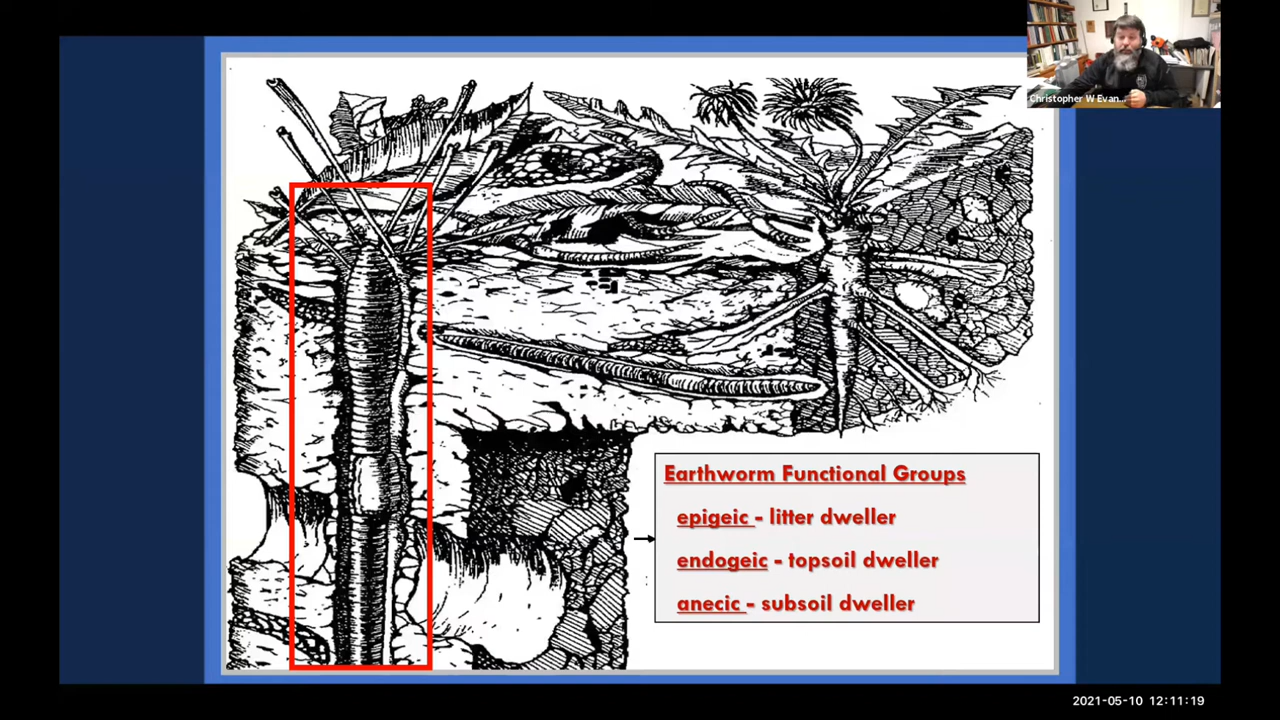 Christopher W Evan...
Earthworm Functional Groups
epigeic - litter dweller
endogeic - topsoil dweller
anecic - subsoil dweller
2021-05-10 12:11:19